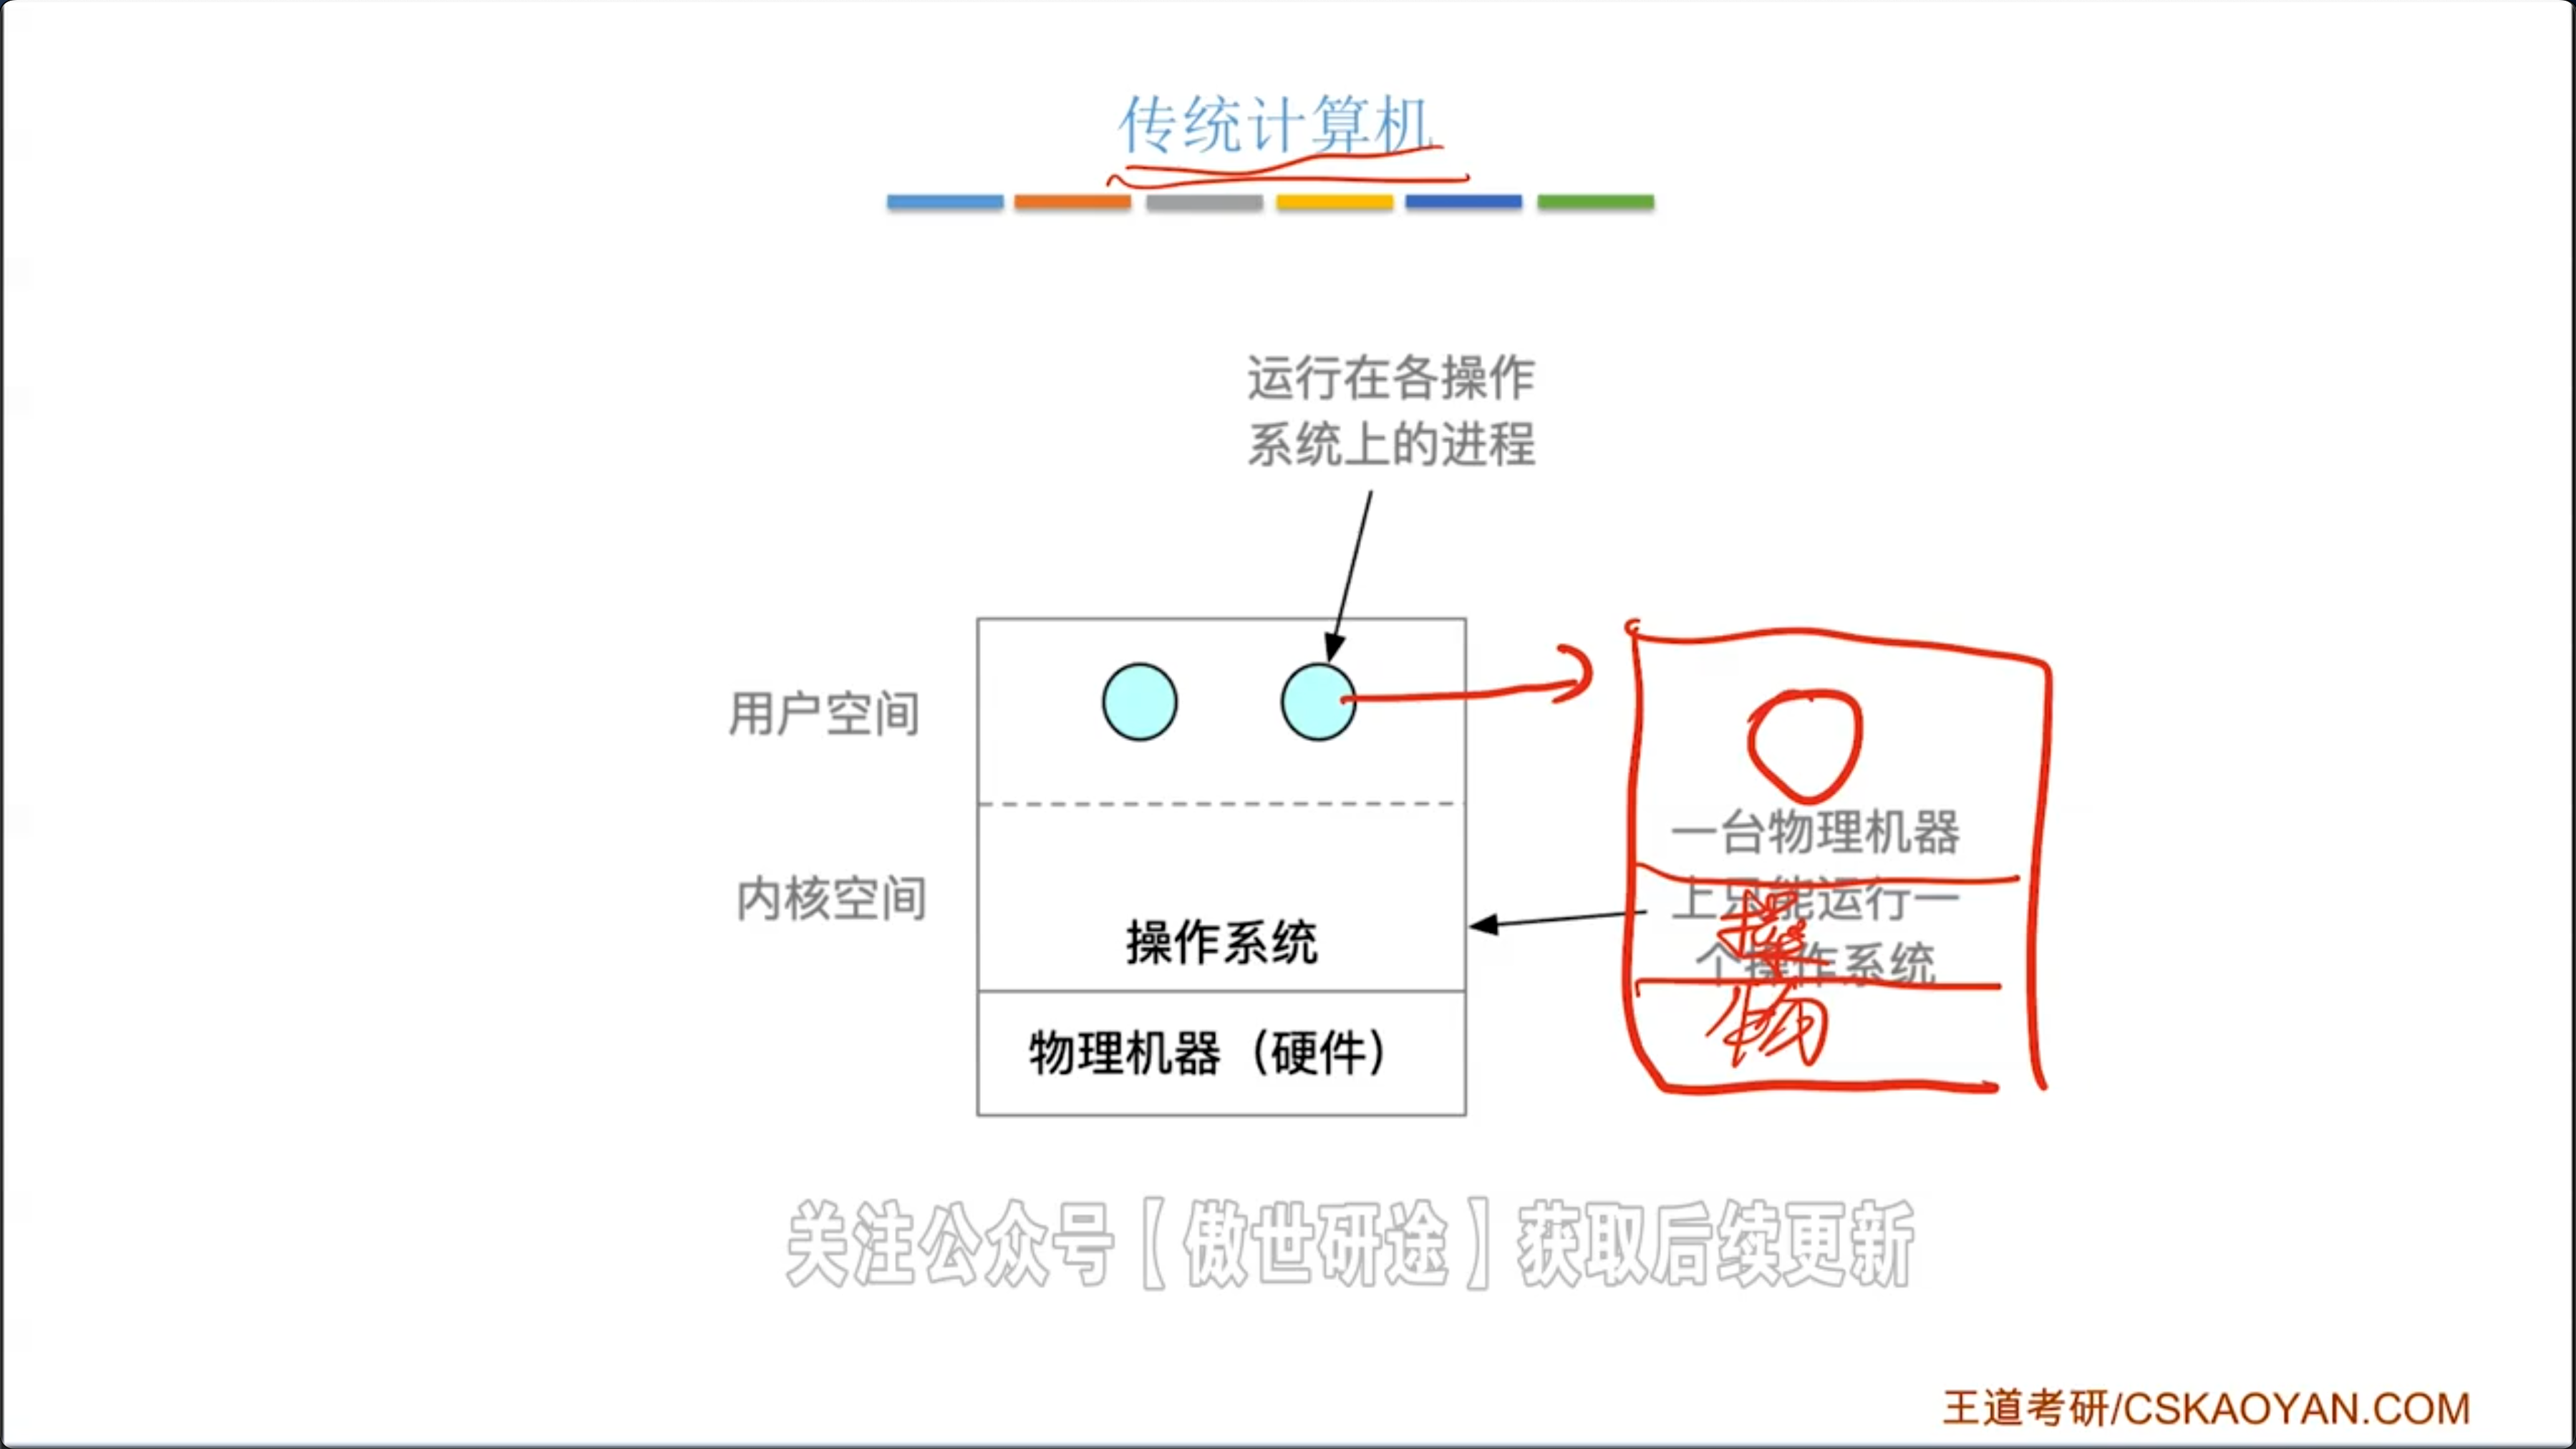 传统计算机
运行在各操作
系统上的进程
用户空间
内核空间
操作系统
物理机器（硬件）
一台物理机器
上只能运行一
个操作系统
操
物
关注公众号【傲世研途】获取后续更新
王道考研/CSKAOYAN.COM